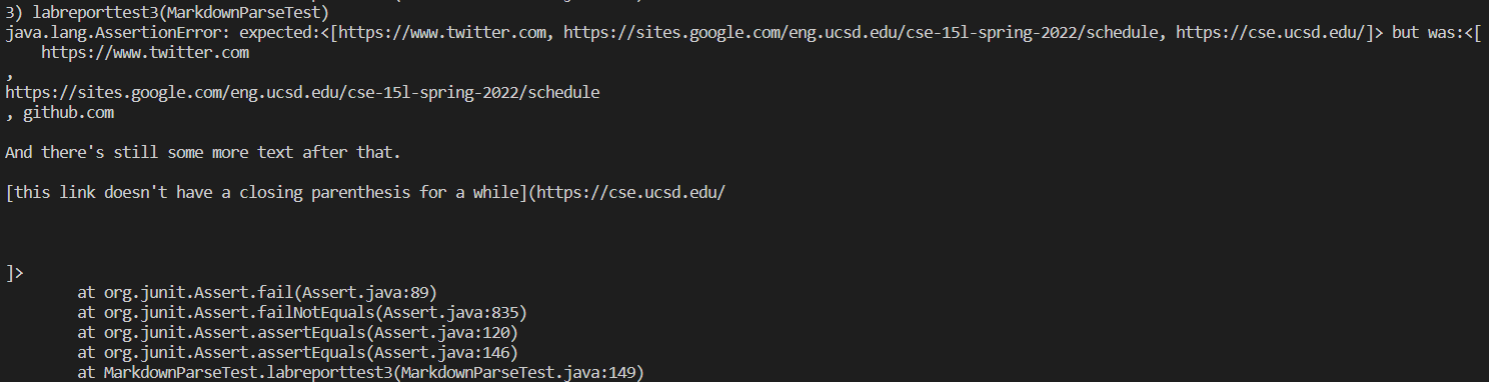 3) labreporttest3(MarkdownParseTest)
java.lang.AssertionError: expected:<[https://www.twitter.com, https://sites.google.com/eng.ucsd.edu/cse-15l-spring-2022/schedule, https://cse.ucsd.edu/]> but was:<[
    https://www.twitter.com
,
https://sites.google.com/eng.ucsd.edu/cse-15l-spring-2022/schedule
, github.com
And there's still some more text after that.
[this link doesn't have a closing parenthesis for a while](https://cse.ucsd.edu/
]>
        at org.junit.Assert.fail(Assert.java:89)
        at org.junit.Assert.failNotEquals(Assert.java:835)
        at org.junit.Assert.assertEquals(Assert.java:120)
        at org.junit.Assert.assertEquals(Assert.java:146)
        at MarkdownParseTest.labreporttest3(MarkdownParseTest.java:149)